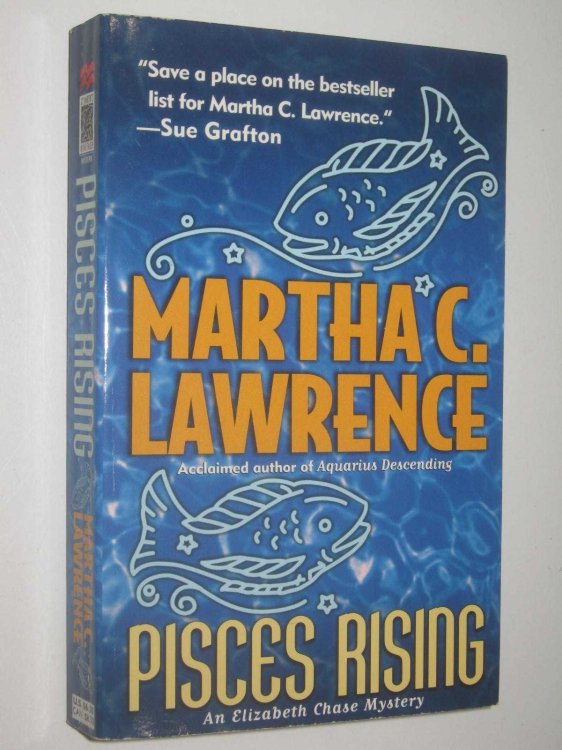 "Save a place on the bestseller
list for Martha C. Lawrence."
—Sue Grafton
MARTHA C.
LAWRENCE
Acclaimed author of Aquarius Descending
PISCES RISING
An Elizabeth Chase Mystery
PISCES RISING
MARTHA C.
LAWRENCE